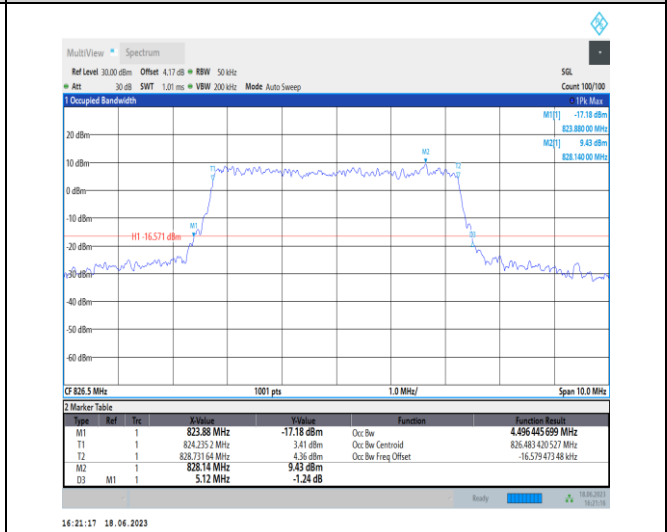 MultiView Spectrum
Ref Level 30.00 dBm Offset 4.17 dB RBW 50 kHz SGL
Att 30 dB SWT 1.01 ms VBW 200 kHz Mode Auto Sweep Count 100/100
1 Occupied Bandwidth 1Pk Max
M1[1] -17.18 dBm
823.880 00 MHz
M2[1] 9.43 dBm
828.140 00 MHz
20 dBm
M2
10 dBm
T1 T2
0 dBm
-10 dBm
M1
H1 -16.571 dBm
D3
-20 dBm
-30 dBm
-40 dBm
-50 dBm
-60 dBm
CF 826.5 MHz 1001 pts 1.0 MHz/ Span 10.0 MHz
2 Marker Table
Type Ref Trc X-Value Y-Value Function Function Result
M1 1 823.88 MHz -17.18 dBm Occ Bw 4.496 445 699 MHz
T1 1 824.235 2 MHz 3.41 dBm Occ Bw Centroid 826.483 420 527 MHz
T2 1 828.731 64 MHz 4.36 dBm Occ Bw Freq Offset -16.579 473 48 kHz
M2 1 828.14 MHz 9.43 dBm
D3 M1 1 5.12 MHz -1.24 dB
Ready 18.06.2023
16:21:16
16:21:17 18.06.2023